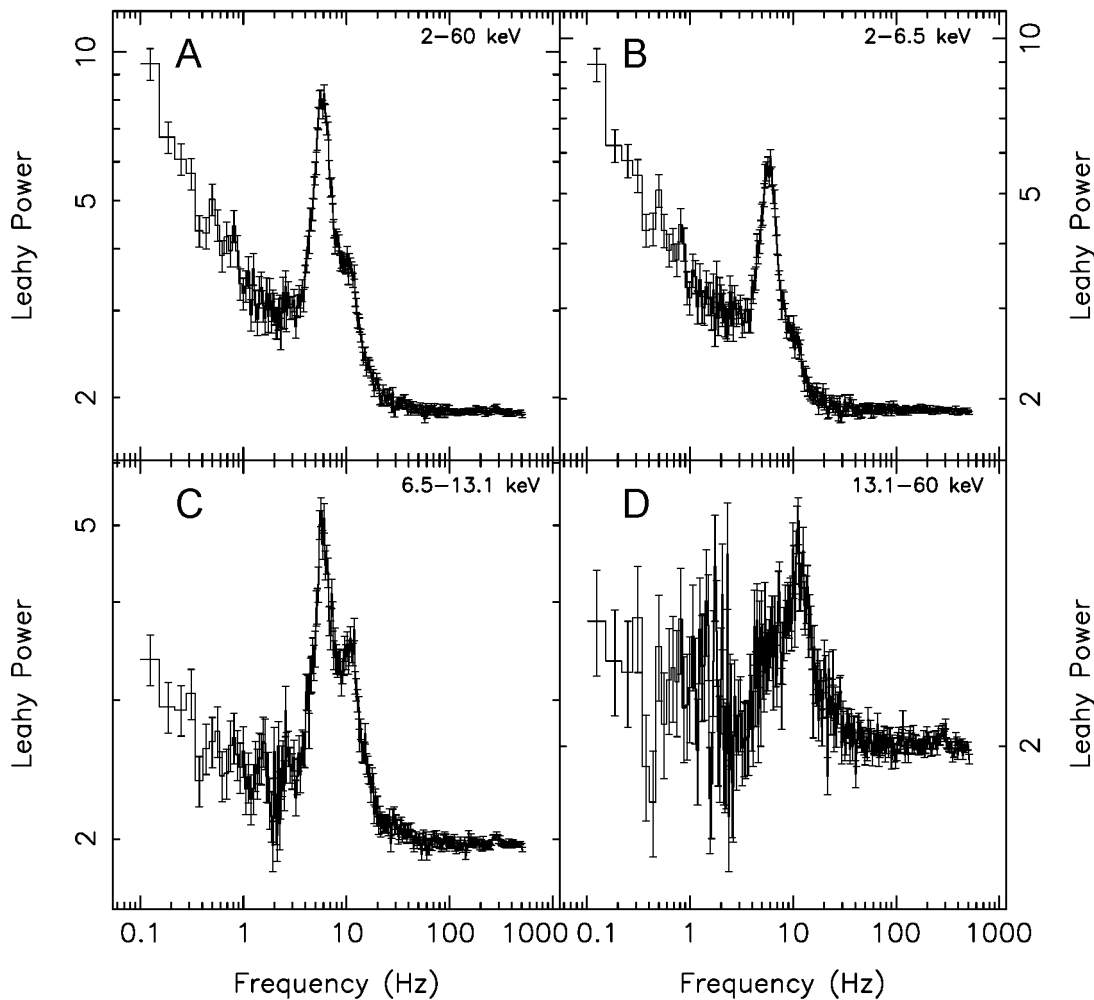 A
2–60 keV
10
5
2
Leahy Power
B
2–6.5 keV
10
5
2
Leahy Power
C
6.5–13.1 keV
5
2
Leahy Power
D
13.1–60 keV
2
Leahy Power
0.1 1 10 100 1000
0.1 1 10 100 1000
Frequency (Hz)
Frequency (Hz)